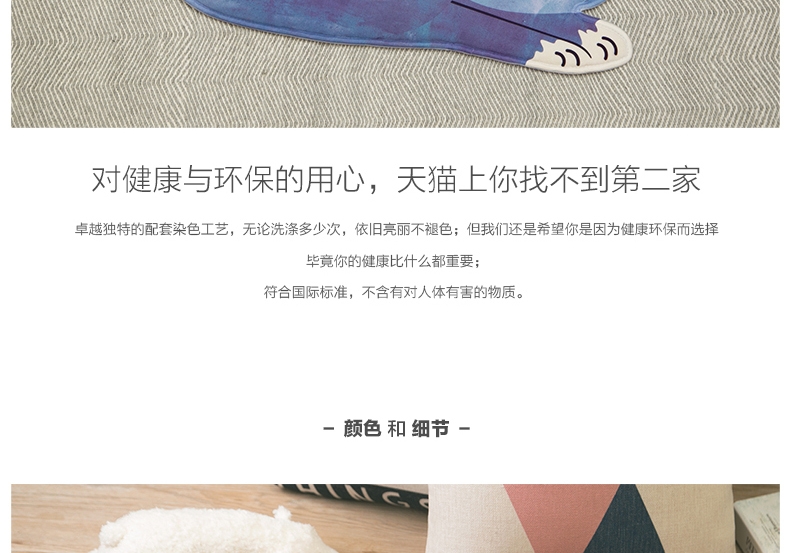 对健康与环保的用心，天猫上你找不到第二家
卓越独特的配套染色工艺，无论洗涤多少次，依旧亮丽不褪色；但我们还是希望你是因为健康环保而选择
毕竟你的健康比什么都重要；
符合国际标准，不含有对人体有害的物质。
– 颜色 和 细节 –